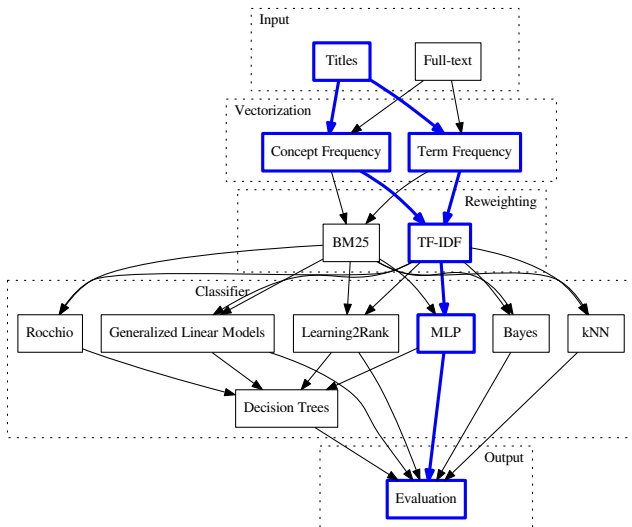 Input
Titles
Full-text
Vectorization
Concept Frequency
Term Frequency
Reweighting
BM25
TF-IDF
Classifier
Rocchio
Generalized Linear Models
Learning2Rank
MLP
Bayes
kNN
Decision Trees
Output
Evaluation